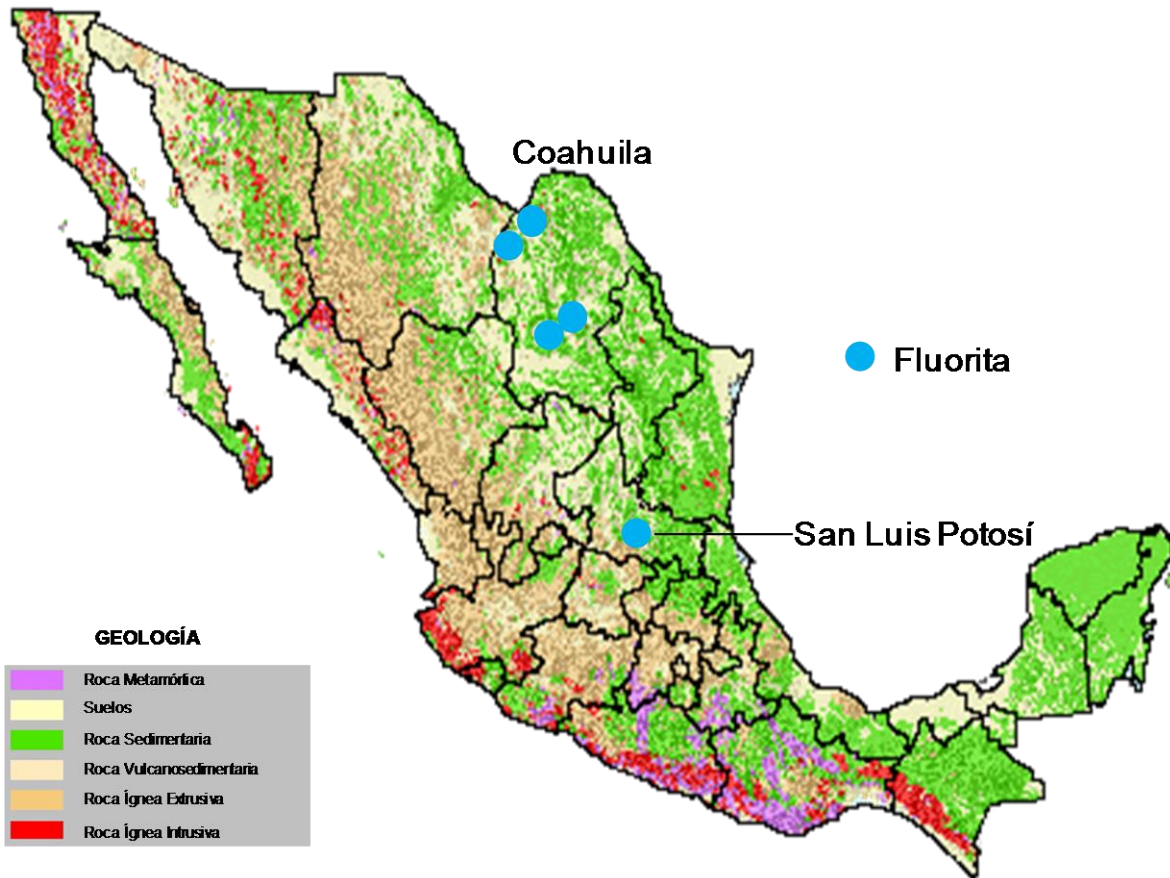 Coahuila
Fluorita
San Luis Potosí
GEOLOGÍA
Roca Metamórfica
Suelos
Roca Sedimentaria
Roca Vulcanosedimentaria
Roca Ígnea Extrusiva
Roca Ígnea Intrusiva